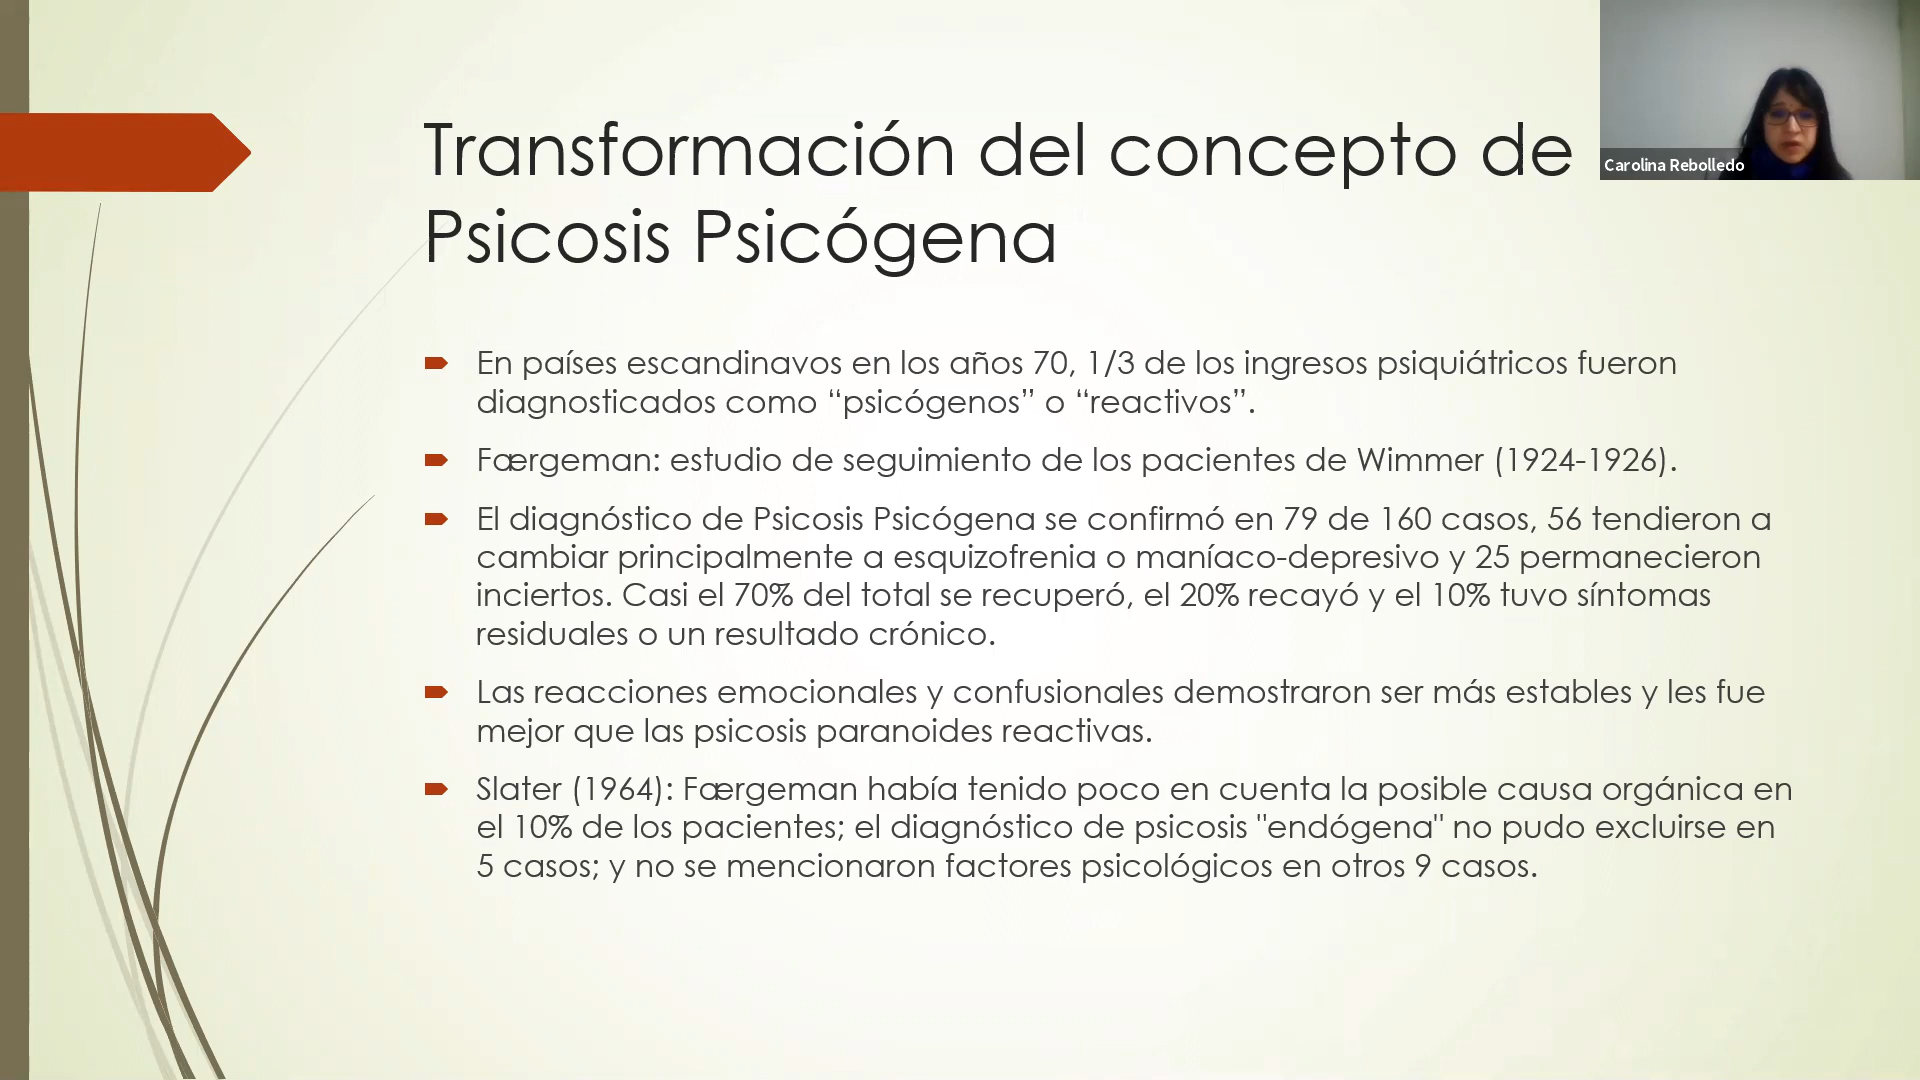 Transformación del concepto de
Psicosis Psicógena
Carolina Rebolledo
En países escandinavos en los años 70, 1/3 de los ingresos psiquiátricos fueron
diagnosticados como “psicógenos” o “reactivos”.
Færgeman: estudio de seguimiento de los pacientes de Wimmer (1924-1926).
El diagnóstico de Psicosis Psicógena se confirmó en 79 de 160 casos, 56 tendieron a
cambiar principalmente a esquizofrenia o maníaco-depresivo y 25 permanecieron
inciertos. Casi el 70% del total se recuperó, el 20% recayó y el 10% tuvo síntomas
residuales o un resultado crónico.
Las reacciones emocionales y confusionales demostraron ser más estables y les fue
mejor que las psicosis paranoides reactivas.
Slater (1964): Færgeman había tenido poco en cuenta la posible causa orgánica en
el 10% de los pacientes; el diagnóstico de psicosis "endógena" no pudo excluirse en
5 casos; y no se mencionaron factores psicológicos en otros 9 casos.